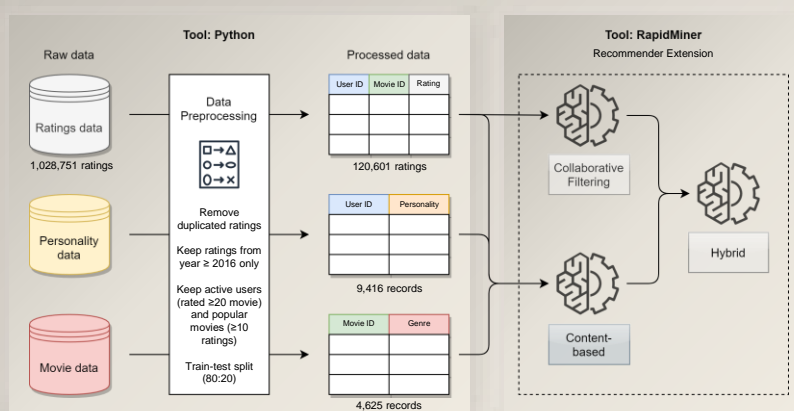 Tool: Python
Raw data
Processed data
Ratings data
1,028,751 ratings
Personality
data
Movie data
Data
Preprocessing
Remove
duplicated ratings
Keep ratings from
year ≥ 2016 only
Keep active users
(rated ≥20 movie)
and popular
movies (≥10
ratings)
Train-test split
(80:20)
User ID Movie ID Rating
120,601 ratings
User ID Personality
9,416 records
Movie ID Genre
4,625 records
Tool: RapidMiner
Recommender Extension
Collaborative
Filtering
Content-
based
Hybrid